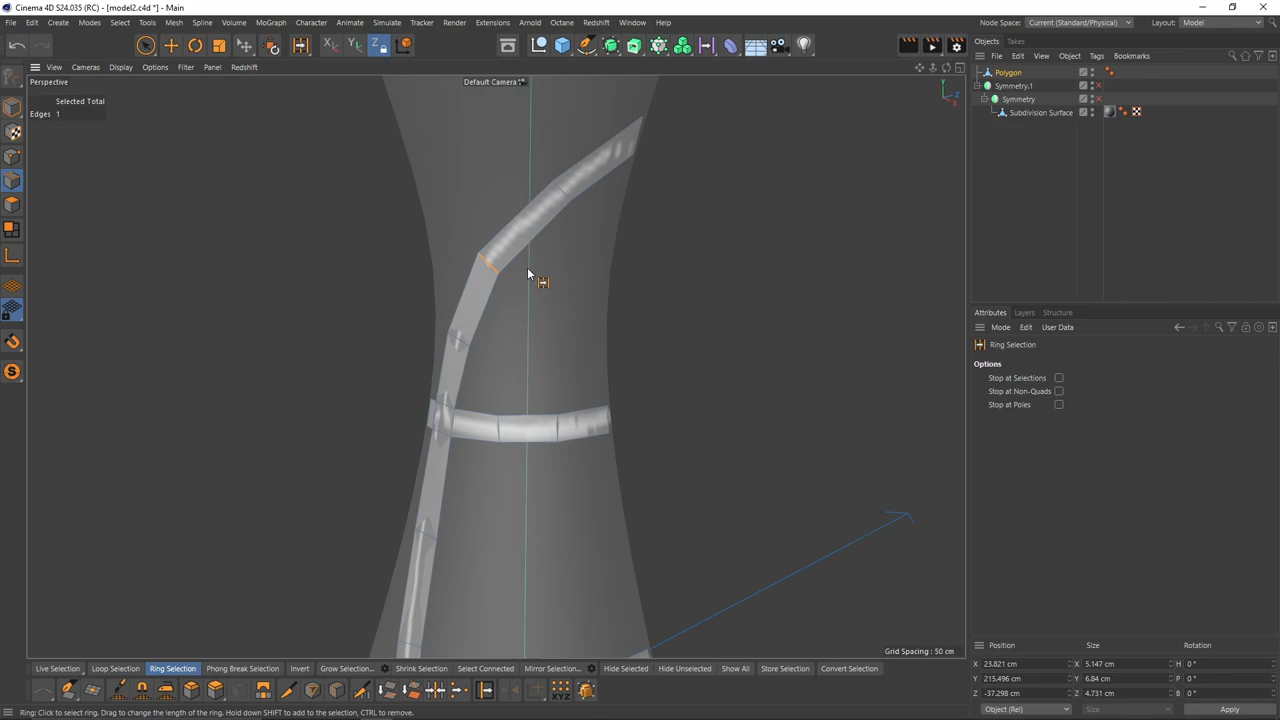 Cinema 4D S24.035 (RC) - [model2.c4d *] - Main
File Edit Create Modes Select Tools Mesh Spline Volume MoGraph Character Animate Simulate Tracker Render Extensions Arnold Octane Redshift Window Help
Node Space: Current (Standard/Physical) Layout: Model
Objects Takes
File Edit View Object Tags Bookmarks
View Cameras Display Options Filter Panel Redshift
Perspective
Default Camera
Y
Z
X
Selected Total
Edges 1
Polygon
Symmetry.1
Symmetry
Subdivision Surface
Attributes Layers Structure
Mode Edit User Data
Ring Selection
Options
Stop at Selections
Stop at Non-Quads
Stop at Poles
Grid Spacing : 50 cm
Position Size Rotation
X 23.821 cm X 5.147 cm H 0 °
Y 215.496 cm Y 6.84 cm P 0 °
Z -37.298 cm Z 4.731 cm B 0 °
Object (Rel) Size Apply
Live Selection Loop Selection Ring Selection Phong Break Selection Invert Grow Selection... Shrink Selection Select Connected Mirror Selection... Hide Selected Hide Unselected Show All Store Selection Convert Selection
Ring: Click to select ring. Drag to change the length of the ring. Hold down SHIFT to add to the selection, CTRL to remove.